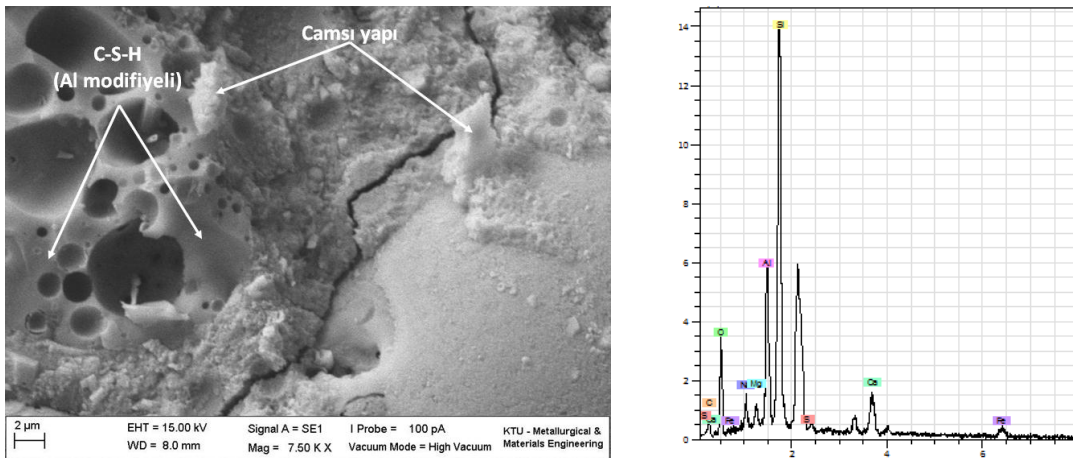 C-S-H
(Al modifiyeli)
Camsı yapı
2 µm
EHT = 15.00 kV
WD = 8.0 mm
Signal A = SE1
Mag = 7.50 K X
I Probe = 100 pA
Vacuum Mode = High Vacuum
KTU - Metallurgical &
Materials Engineering
14
12
10
8
6
4
2
0
Si
Al
O
Mg
Ca
Fe
S
C
2
4
6